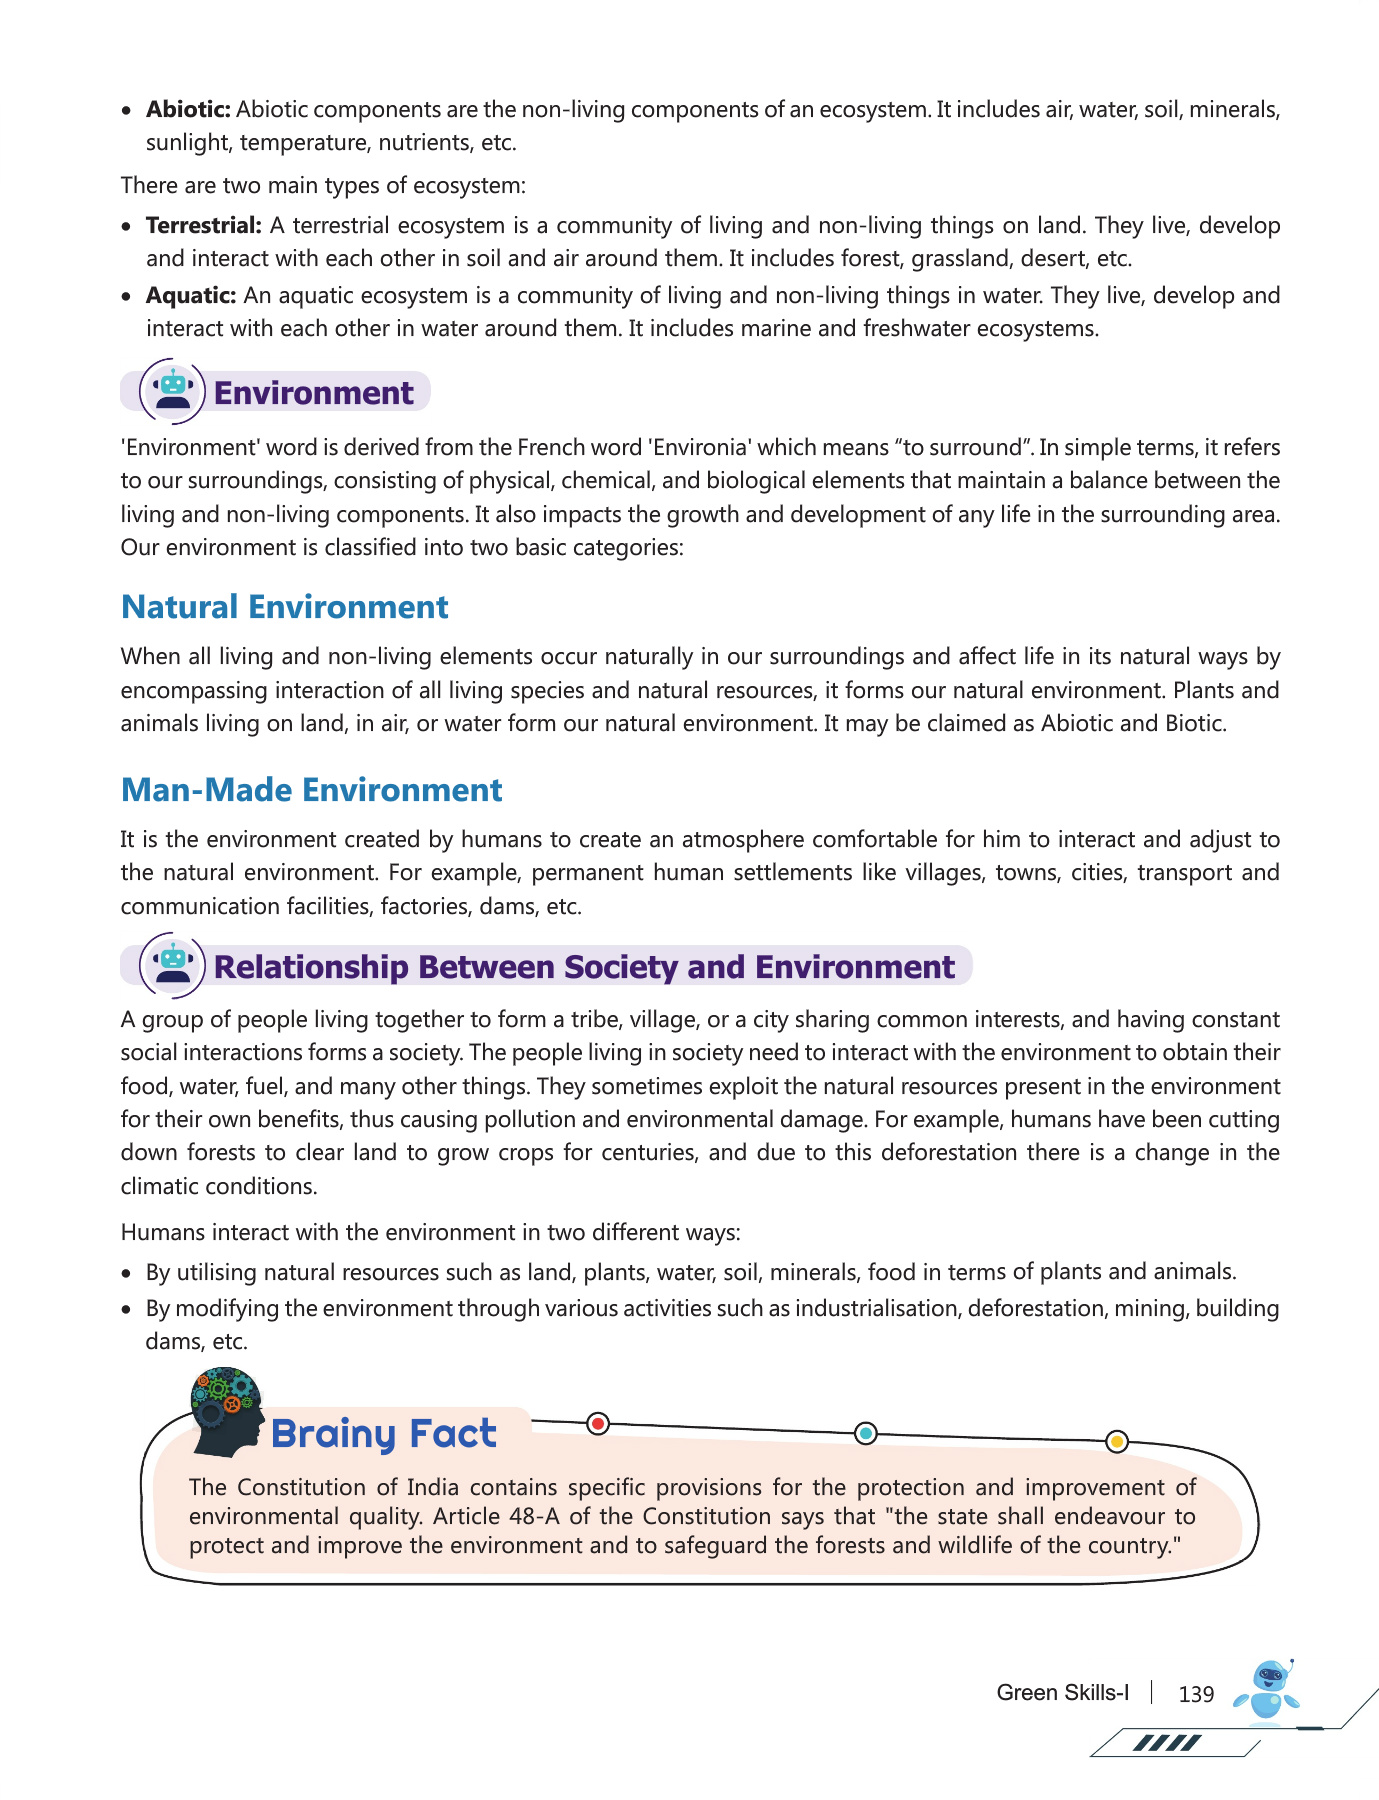 • Abiotic: Abiotic components are the non-living components of an ecosystem. It includes air, water, soil, minerals,
sunlight, temperature, nutrients, etc.
There are two main types of ecosystem:
• Terrestrial: A terrestrial ecosystem is a community of living and non-living things on land. They live, develop
and interact with each other in soil and air around them. It includes forest, grassland, desert, etc.
• Aquatic: An aquatic ecosystem is a community of living and non-living things in water. They live, develop and
interact with each other in water around them. It includes marine and freshwater ecosystems.
Environment
'Environment' word is derived from the French word 'Environia' which means “to surround”. In simple terms, it refers
to our surroundings, consisting of physical, chemical, and biological elements that maintain a balance between the
living and non-living components. It also impacts the growth and development of any life in the surrounding area.
Our environment is classified into two basic categories:
Natural Environment
When all living and non-living elements occur naturally in our surroundings and affect life in its natural ways by
encompassing interaction of all living species and natural resources, it forms our natural environment. Plants and
animals living on land, in air, or water form our natural environment. It may be claimed as Abiotic and Biotic.
Man-Made Environment
It is the environment created by humans to create an atmosphere comfortable for him to interact and adjust to
the natural environment. For example, permanent human settlements like villages, towns, cities, transport and
communication facilities, factories, dams, etc.
Relationship Between Society and Environment
A group of people living together to form a tribe, village, or a city sharing common interests, and having constant
social interactions forms a society. The people living in society need to interact with the environment to obtain their
food, water, fuel, and many other things. They sometimes exploit the natural resources present in the environment
for their own benefits, thus causing pollution and environmental damage. For example, humans have been cutting
down forests to clear land to grow crops for centuries, and due to this deforestation there is a change in the
climatic conditions.
Humans interact with the environment in two different ways:
• By utilising natural resources such as land, plants, water, soil, minerals, food in terms of plants and animals.
• By modifying the environment through various activities such as industrialisation, deforestation, mining, building
dams, etc.
Brainy Fact
The Constitution of India contains specific provisions for the protection and improvement of
environmental quality. Article 48-A of the Constitution says that "the state shall endeavour to
protect and improve the environment and to safeguard the forests and wildlife of the country."
Green Skills-I | 139